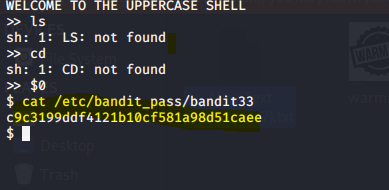 WELCOME TO THE UPPERCASE SHELL
>> ls
sh: 1: LS: not found
>> cd
sh: 1: CD: not found
>> $0
$ cat /etc/bandit_pass/bandit33
c9c3199ddf4121b10cf581a98d51caee
$
Desktop
Trash